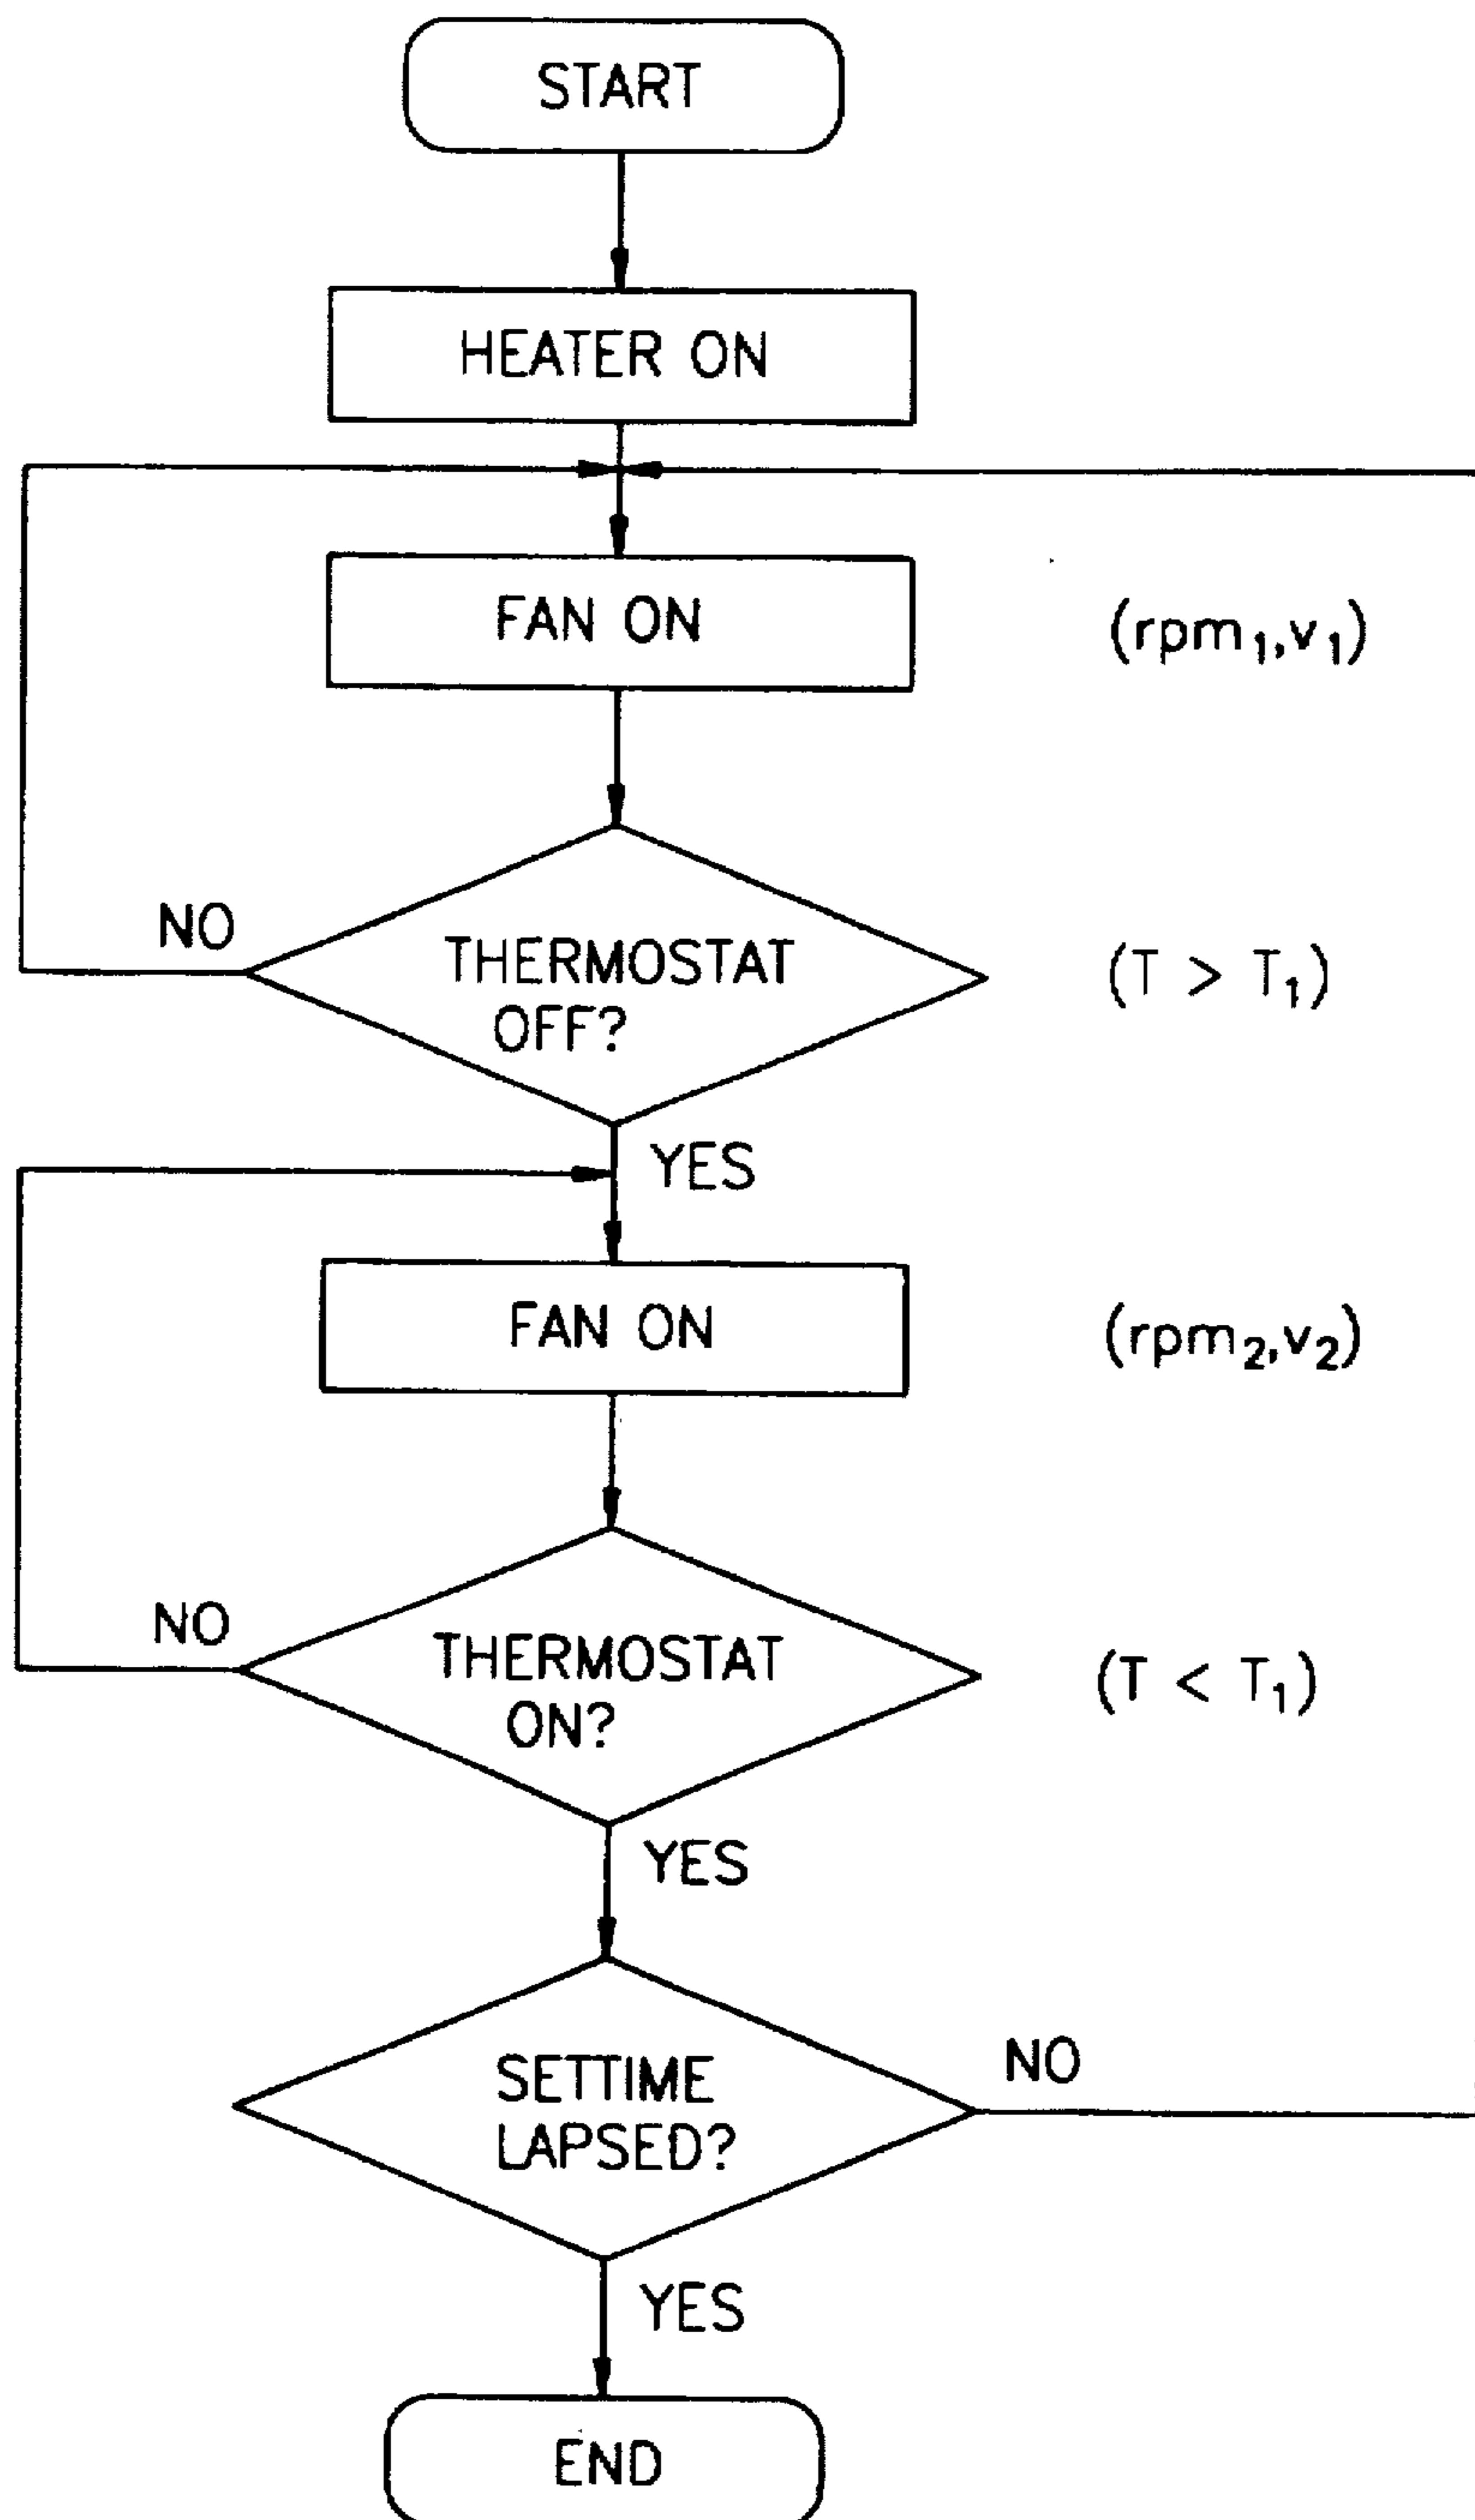 START
HEATER ON
FAN ON
(rpm₁,v₁)
NO
THERMOSTAT
OFF?
(T > T₁)
YES
FAN ON
(rpm₂,v₂)
NO
THERMOSTAT
ON?
(T < T₁)
YES
SETTIME
LAPSED?
NO
YES
END